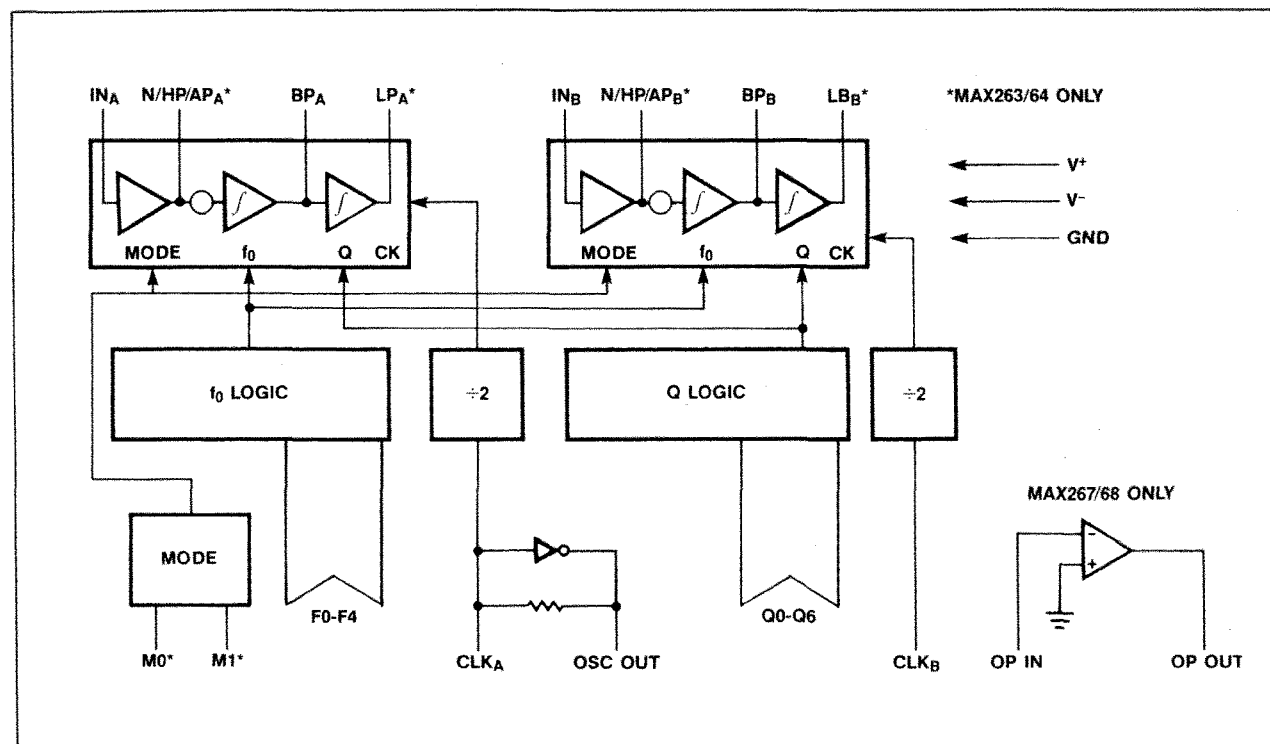 IN_A N/HP/AP_A* BP_A LP_A* IN_B N/HP/AP_B* BP_B LB_B* *MAX263/64 ONLY
V+
∫ ∫ ∫ ∫ V-
GND
MODE f0 Q CK MODE f0 Q CK
f0 LOGIC ÷2 Q LOGIC ÷2
MAX267/68 ONLY
MODE - +
F0-F4 Q0-Q6
M0* M1* CLK_A OSC OUT CLK_B OP IN OP OUT